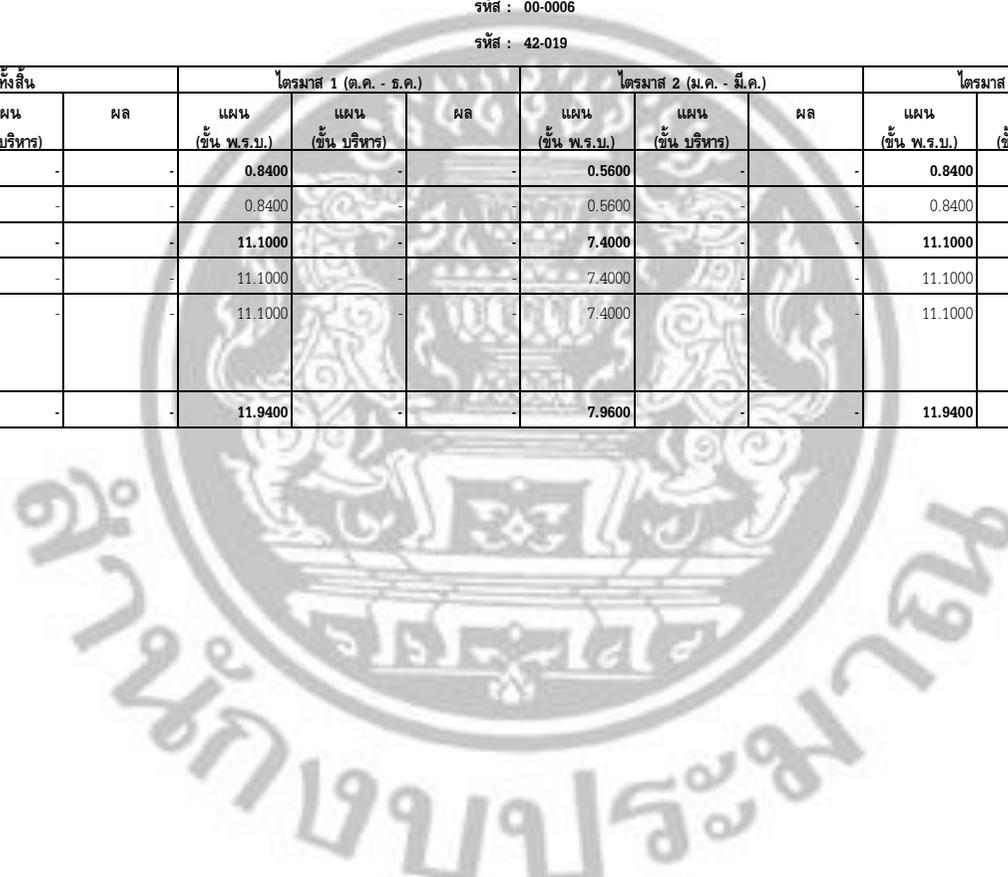 รหัส : 00-0006
รหัส : 42-019
ทั้งสิ้น ไตรมาส 1 (ต.ค. - ธ.ค.) ไตรมาส 2 (ม.ค. - มี.ค.) ไตรมาส
ผน ผล แผน แผน ผล แผน แผน ผล แผน
บริหาร) (ชั้น พ.ร.บ.) (ชั้น บริหาร) (ชั้น พ.ร.บ.) (ชั้น บริหาร) (ชั้น พ.ร.บ.)
- - 0.8400 - - 0.5600 - - 0.8400
- - 0.8400 - - 0.5600 - - 0.8400
- - 11.1000 - - 7.4000 - - 11.1000
- - 11.1000 - - 7.4000 - - 11.1000
- - 11.1000 - - 7.4000 - - 11.1000
- - 11.9400 - - 7.9600 - - 11.9400
สำนักงบประมาณ